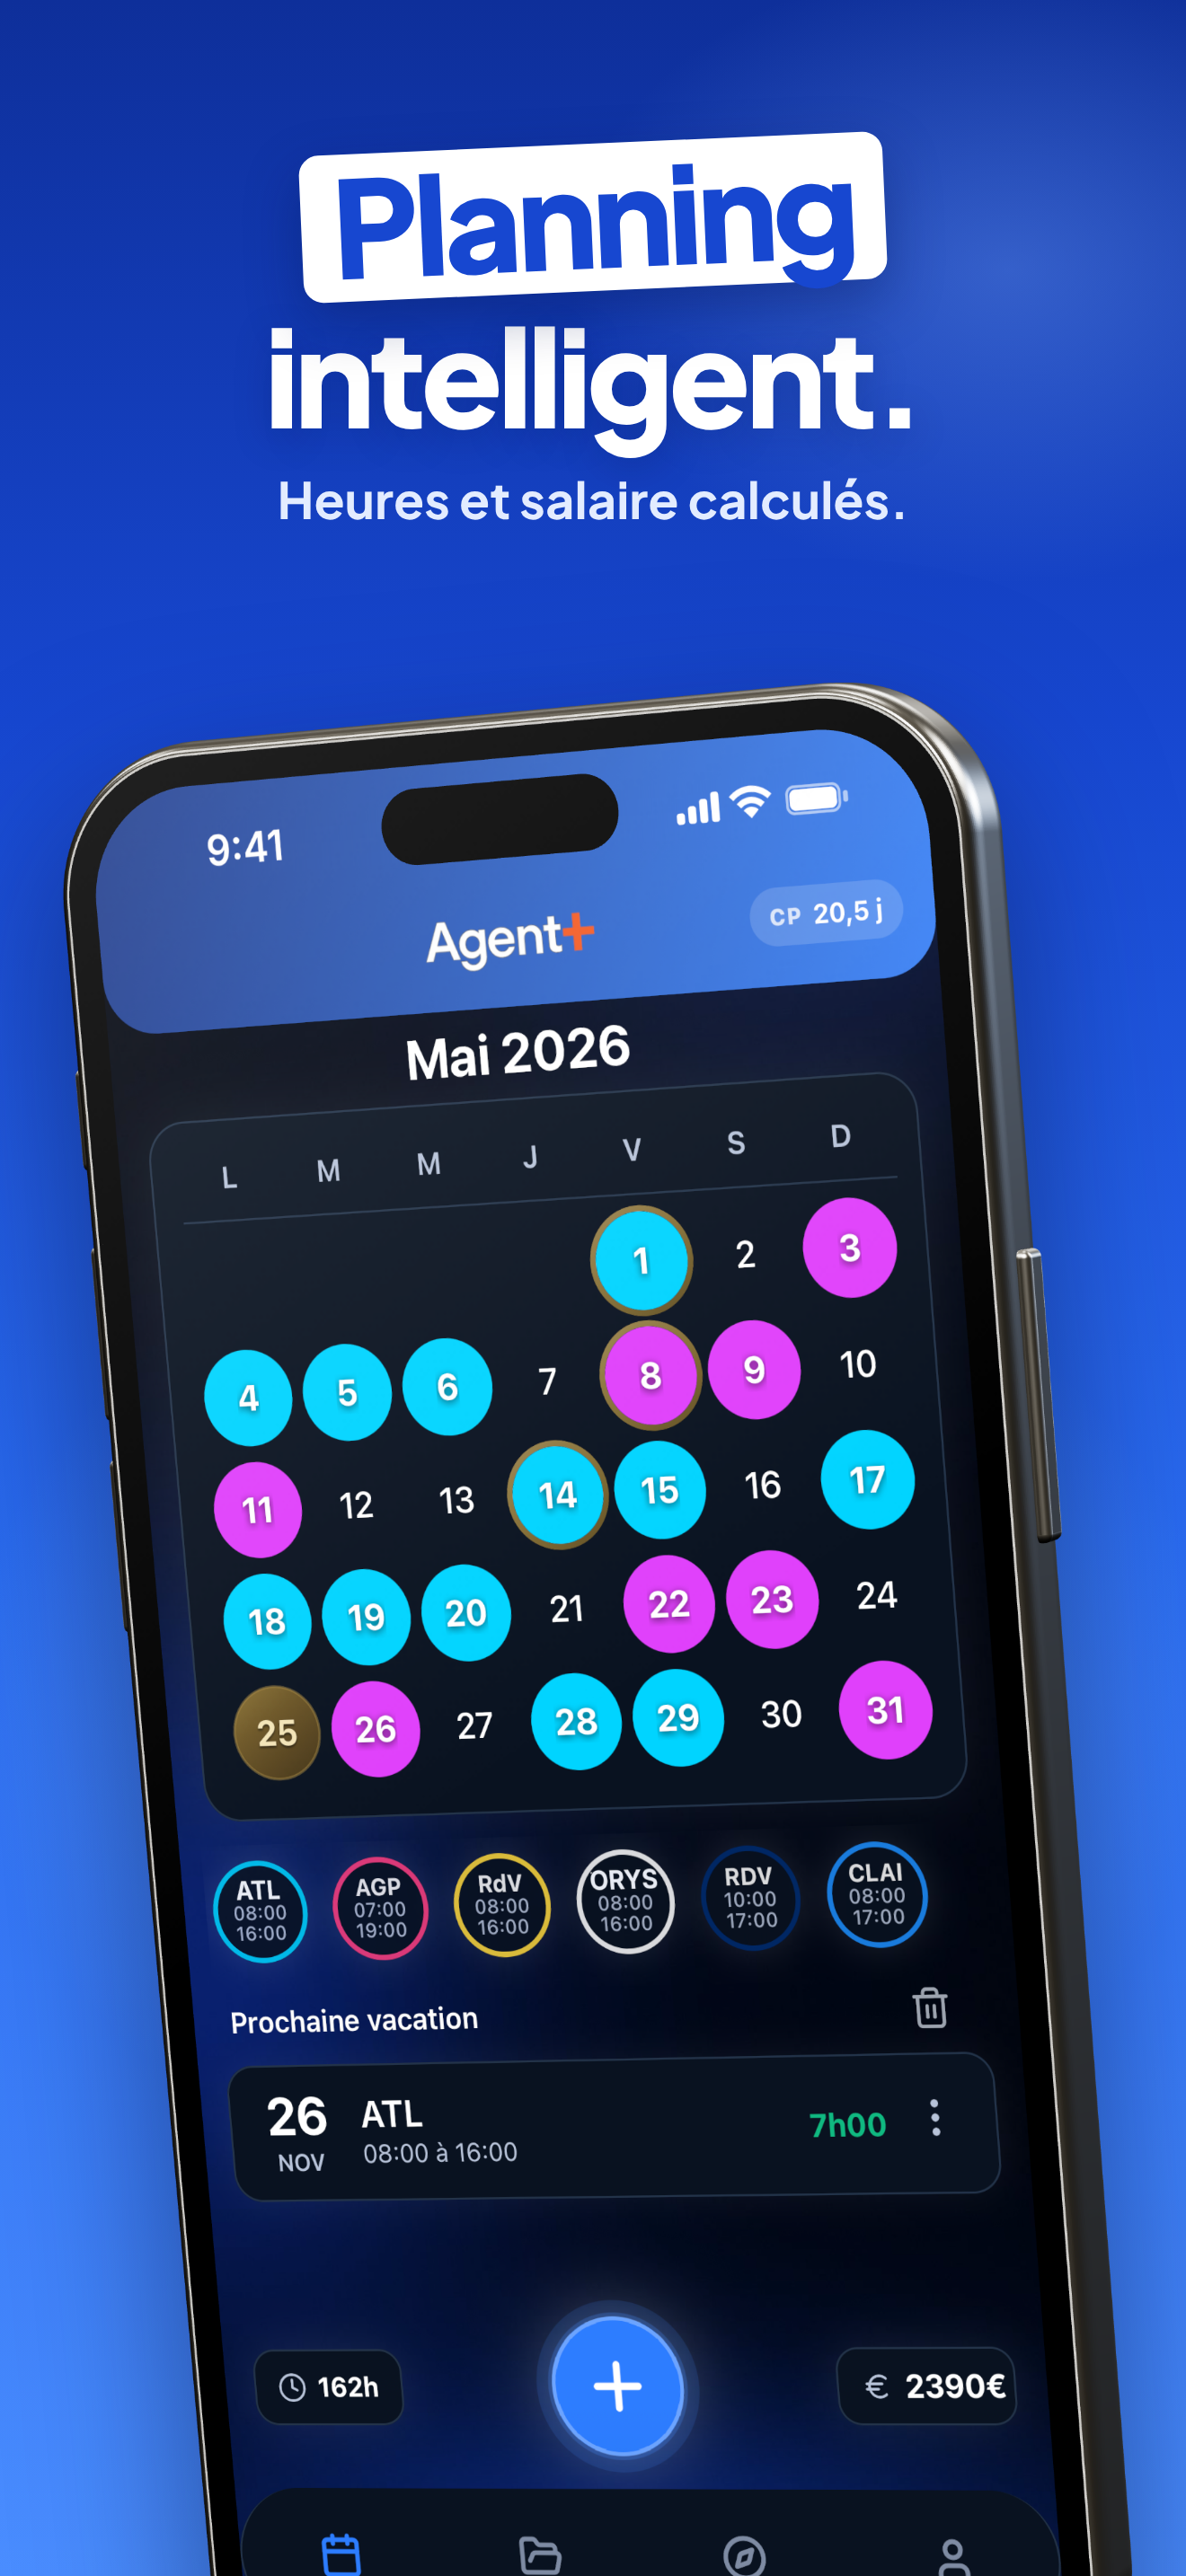 Planning
intelligent.
Heures et salaire calculés.
9:41
Agent+
CP 20,5 j
Mai 2026
L M M J V S D
1 2 3
4 5 6 7 8 9 10
11 12 13 14 15 16 17
18 19 20 21 22 23 24
25 26 27 28 29 30 31
ATL
08:00
16:00
AGP
07:00
19:00
RdV
08:00
16:00
ORYS
08:00
16:00
RDV
10:00
17:00
CLAI
08:00
17:00
Prochaine vacation
26
NOV
ATL
08:00 à 16:00
7h00
162h
€ 2390€